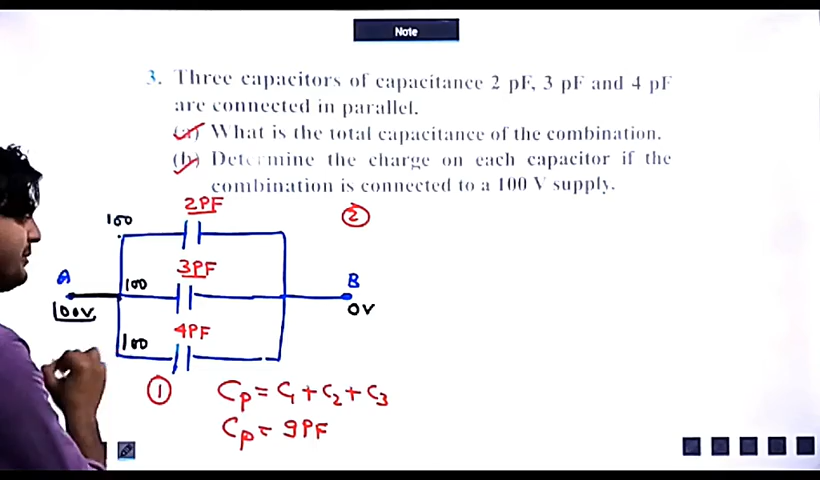 Note
3. Three capacitors of capacitance 2 pF, 3 pF and 4 pF
are connected in parallel.
(a) What is the total capacitance of the combination.
(b) Determine the charge on each capacitor if the
combination is connected to a 100 V supply.
2PF
2
100
3PF
A
100
B
100V
0V
4PF
100
1
Cp = C1 + C2 + C3
Cp = 9PF